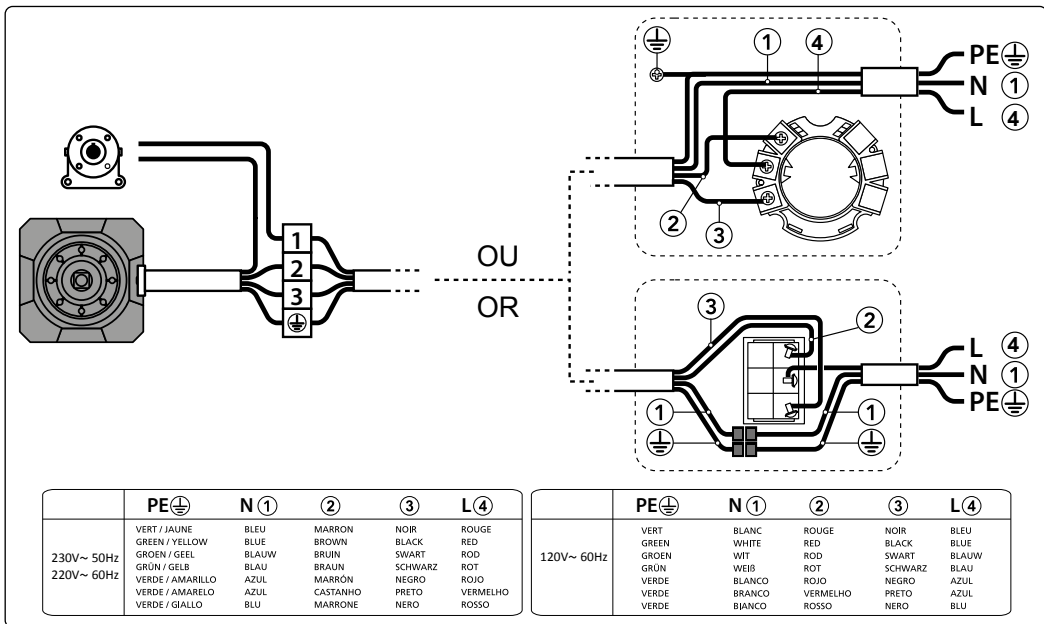 ① ④
PE
N ①
L ④
② ③
1
2
3
OU
OR
③ ②
L ④
N ①
PE
① ①
PE N① ② ③ L④
230V~ 50Hz
220V~ 60Hz
VERT / JAUNE BLEU MARRON NOIR ROUGE
GREEN / YELLOW BLUE BROWN BLACK RED
GROEN / GEEL BLAUW BRUIN SWART ROD
GRÜN / GELB BLAU BRAUN SCHWARZ ROT
VERDE / AMARILLO AZUL MARRÓN NEGRO ROJO
VERDE / AMARELO AZUL CASTANHO PRETO VERMELHO
VERDE / GIALLO BLU MARRONE NERO ROSSO
PE N① ② ③ L④
120V~ 60Hz
VERT BLANC ROUGE NOIR BLEU
GREEN WHITE RED BLACK BLUE
GROEN WIT ROD SWART BLAUW
GRÜN WEIß ROT SCHWARZ BLAU
VERDE BLANCO ROJO NEGRO AZUL
VERDE BRANCO VERMELHO PRETO AZUL
VERDE BIANCO ROSSO NERO BLU